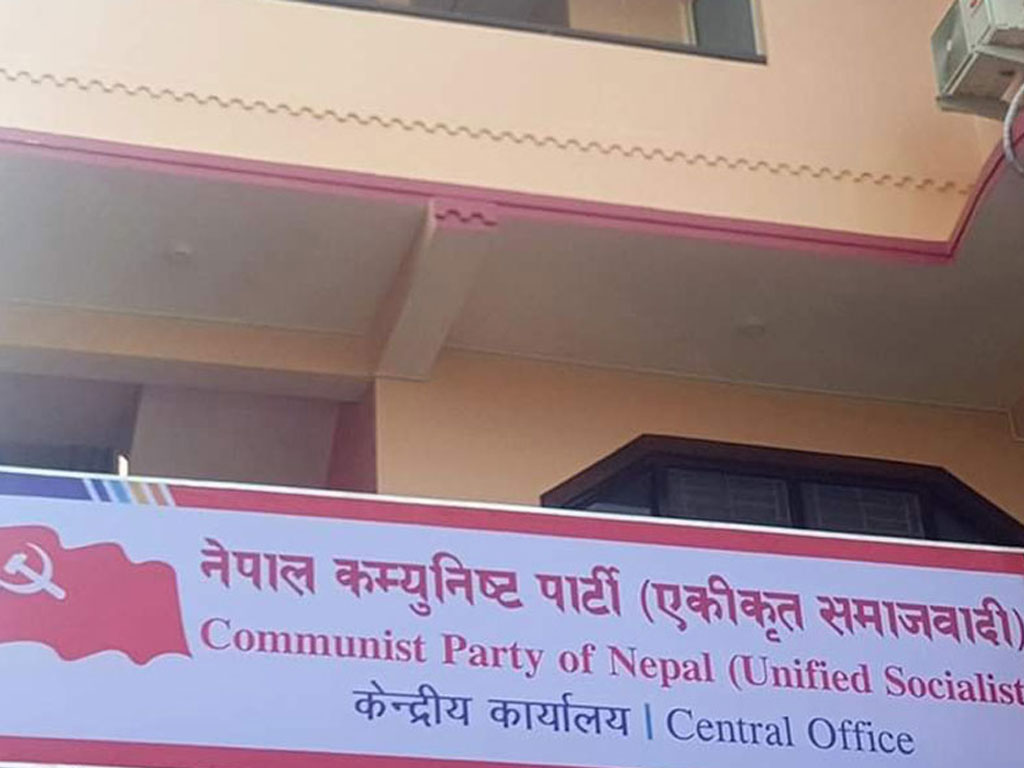 नेपाल कम्युनिष्ट पार्टी (एकीकृत समाजवादी)
Communist Party of Nepal (Unified Socialist
केन्द्रीय कार्यालय | Central Office